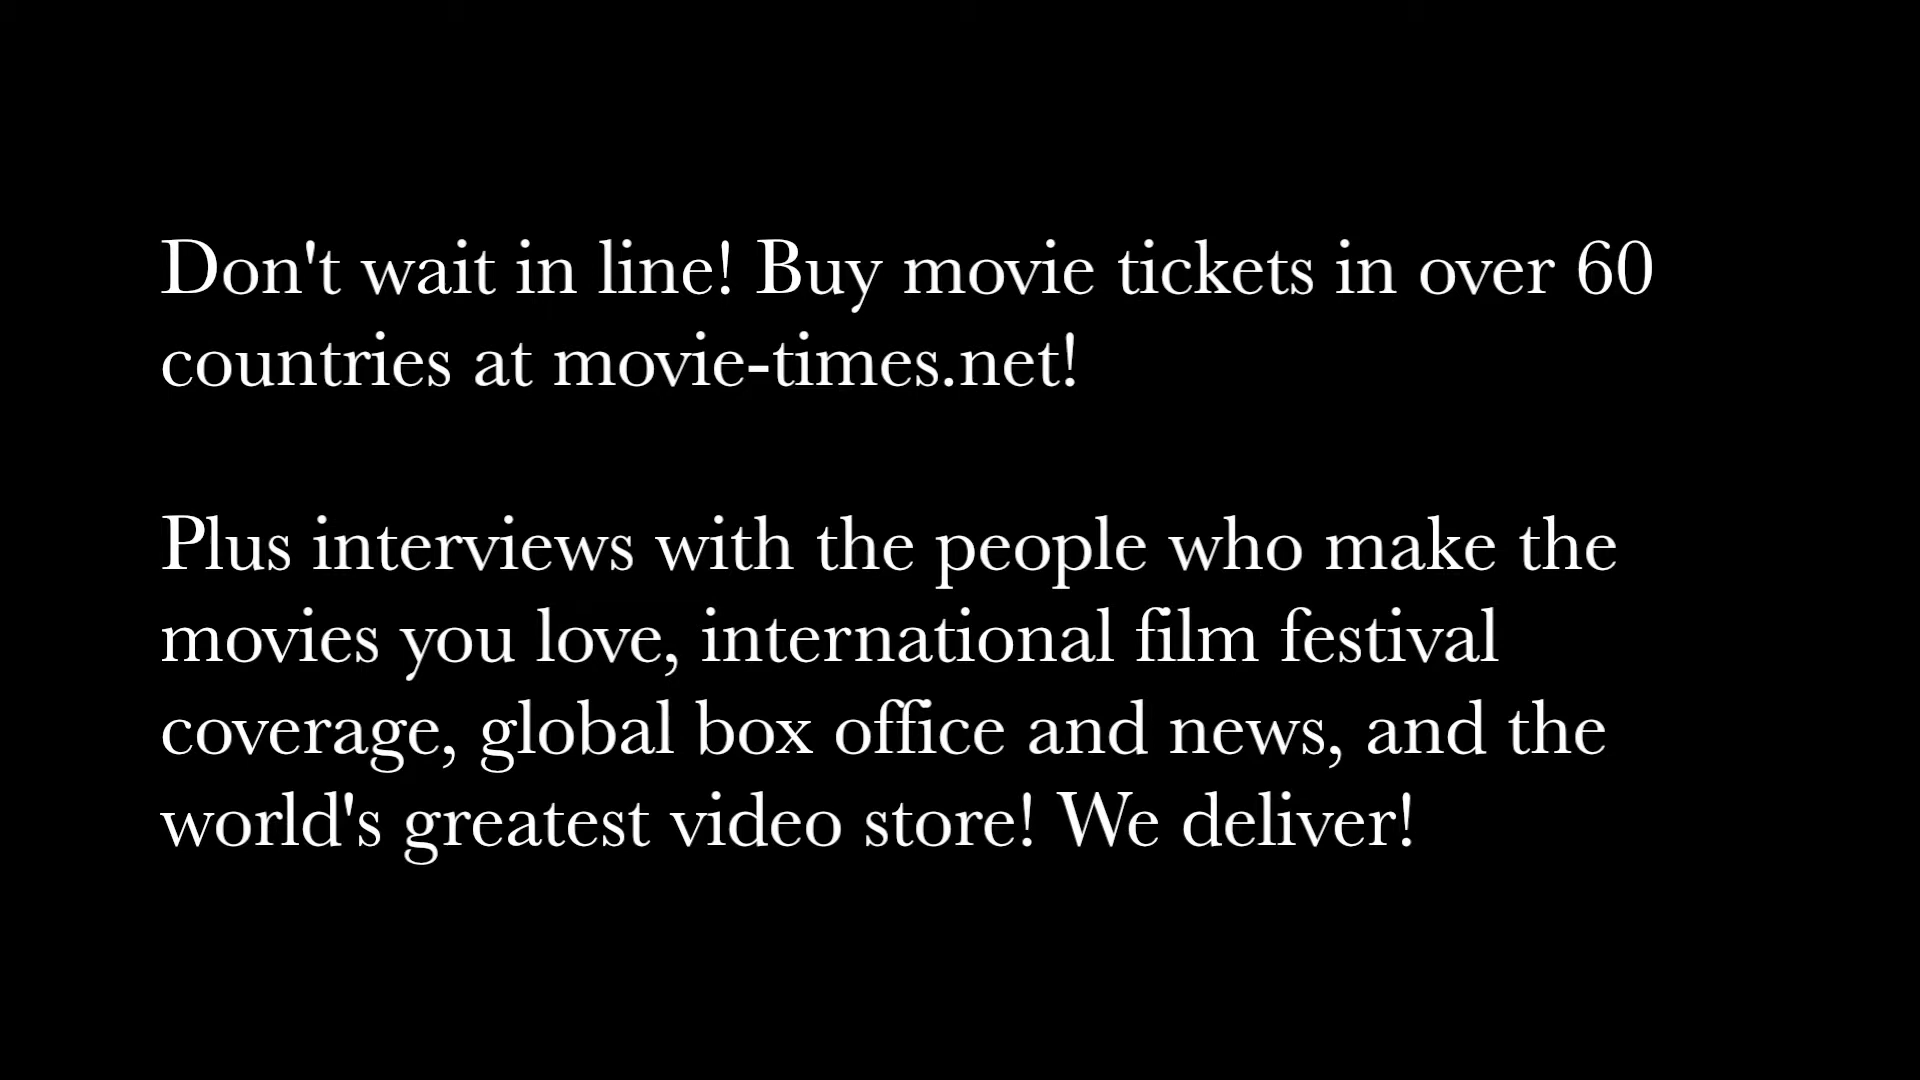 Don't wait in line! Buy movie tickets in over 60
countries at movie-times.net!
Plus interviews with the people who make the
movies you love, international film festival
coverage, global box office and news, and the
world's greatest video store! We deliver!